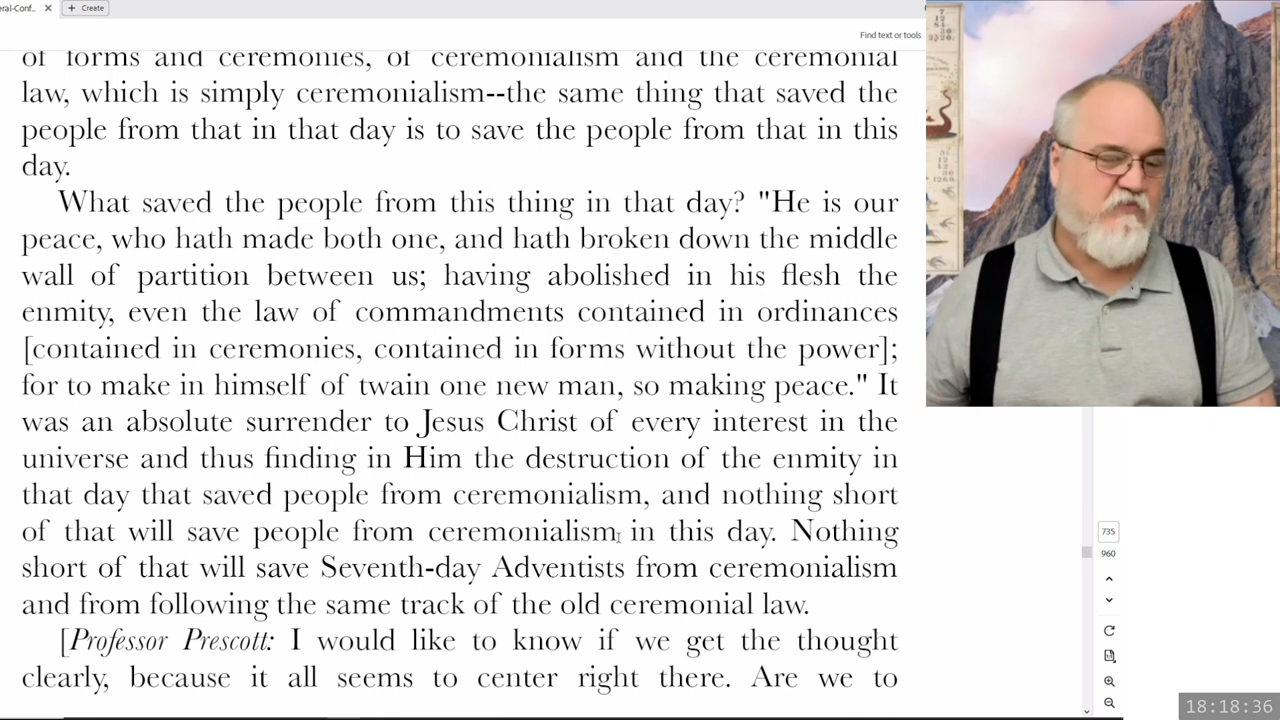 eral-Conf..
Create
Find text or tools
of forms and ceremonies, of ceremonialism and the ceremonial
law, which is simply ceremonialism--the same thing that saved the
people from that in that day is to save the people from that in this
day.
What saved the people from this thing in that day? "He is our
peace, who hath made both one, and hath broken down the middle
wall of partition between us; having abolished in his flesh the
enmity, even the law of commandments contained in ordinances
[contained in ceremonies, contained in forms without the power];
for to make in himself of twain one new man, so making peace." It
was an absolute surrender to Jesus Christ of every interest in the
universe and thus finding in Him the destruction of the enmity in
that day that saved people from ceremonialism, and nothing short
of that will save people from ceremonialism in this day. Nothing
short of that will save Seventh-day Adventists from ceremonialism
and from following the same track of the old ceremonial law.
[Professor Prescott: I would like to know if we get the thought
clearly, because it all seems to center right there. Are we to
735
960
18:18:36